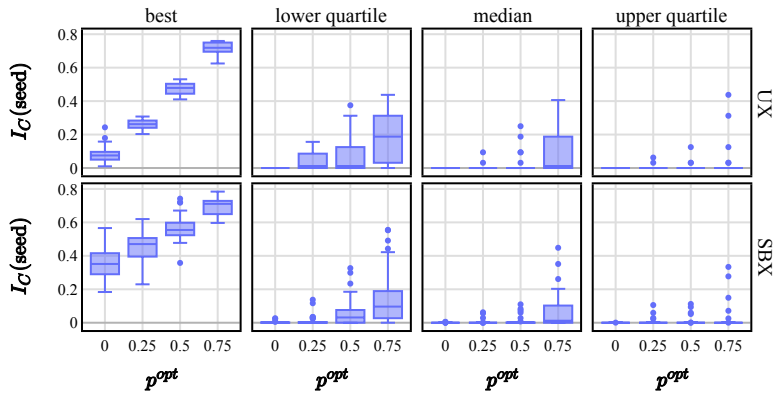 best lower quartile median upper quartile
0.8
0.6
0.4
0.2
0
I_C(seed)
UX
0.8
0.6
0.4
0.2
0
I_C(seed)
SBX
0 0.25 0.5 0.75 0 0.25 0.5 0.75 0 0.25 0.5 0.75 0 0.25 0.5 0.75
p^opt p^opt p^opt p^opt